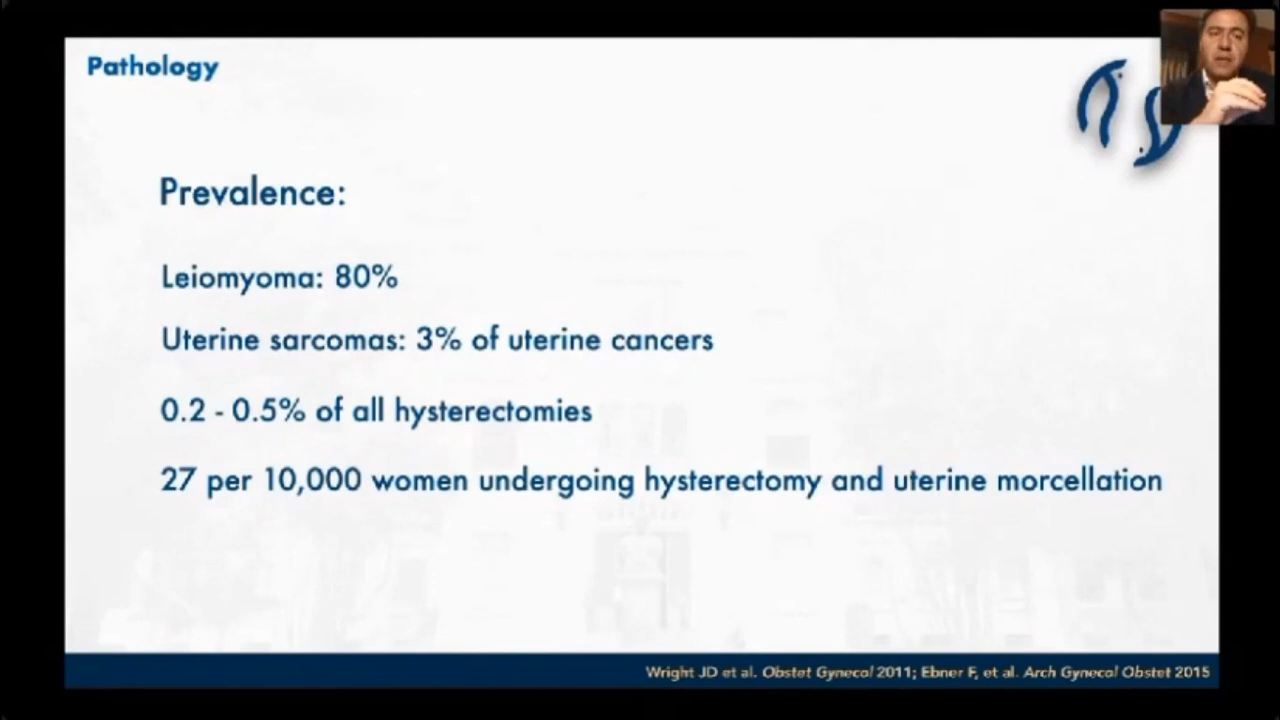 Pathology
Prevalence:
Leiomyoma: 80%
Uterine sarcomas: 3% of uterine cancers
0.2 - 0.5% of all hysterectomies
27 per 10,000 women undergoing hysterectomy and uterine morcellation
Wright JD et al. Obstet Gynecol 2011; Ebner F, et al. Arch Gynecol Obstet 2015